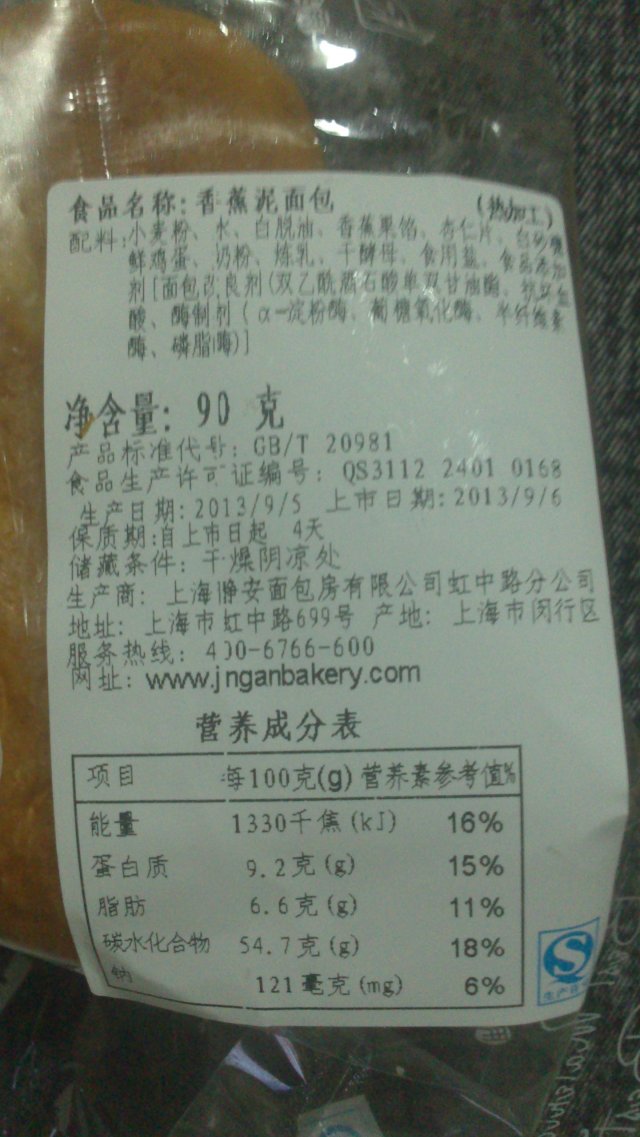 食品名称: 香蕉泥面包 (热加工)
配料:小麦粉、水、白脱油、香蕉果馅、杏仁片、白砂糖
鲜鸡蛋、奶粉、炼乳、干酵母、食用盐、食品添加
剂[面包改良剂(双乙酰酒石酸单双甘油酯、抗坏血
酸、酶制剂(α-淀粉酶、葡糖氧化酶、半纤维素
酶、磷脂酶)]
净含量: 90 克
产品标准代号: GB/T 20981
食品生产许可证编号: QS3112 2401 0168
生产日期:2013/9/5 上市日期:2013/9/6
保质期:自上市日起 4天
储藏条件: 干燥阴凉处
生产商: 上海静安面包房有限公司虹中路分公司
地址: 上海市虹中路699号 产地: 上海市闵行区
服务热线: 400-6766-600
网址: www.jnganbakery.com
营养成分表
项目 每100克(g) 营养素参考值%
能量 1330千焦(kJ) 16%
蛋白质 9.2克(g) 15%
脂肪 6.6克(g) 11%
碳水化合物 54.7克(g) 18%
钠 121毫克(mg) 6%